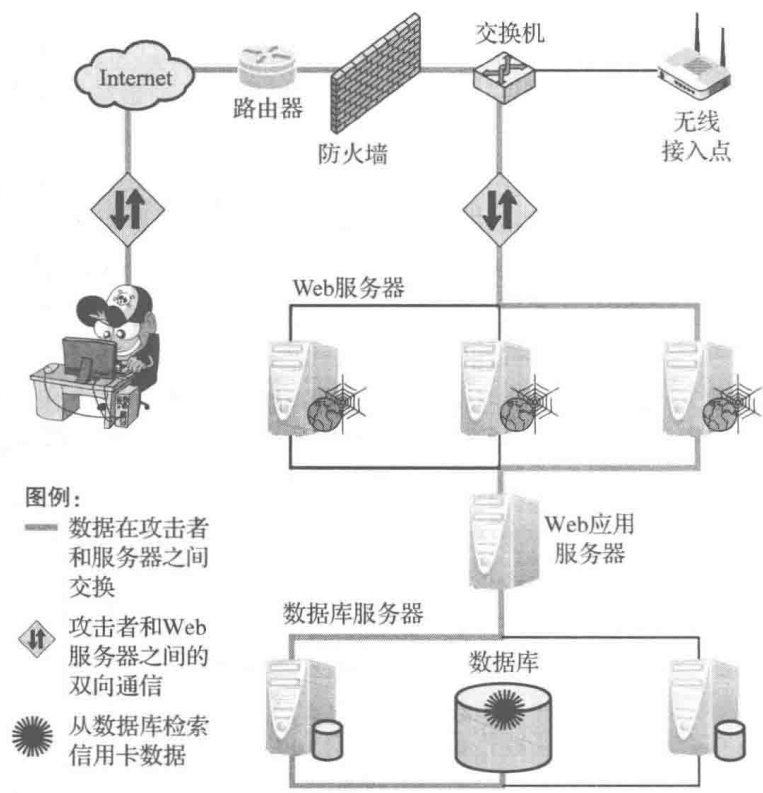 交换机
Internet
路由器
防火墙
无线
接入点
Web服务器
图例：
数据在攻击者
和服务器之间
交换
Web应用
服务器
攻击者和Web
服务器之间的
双向通信
数据库服务器
数据库
从数据库检索
信用卡数据